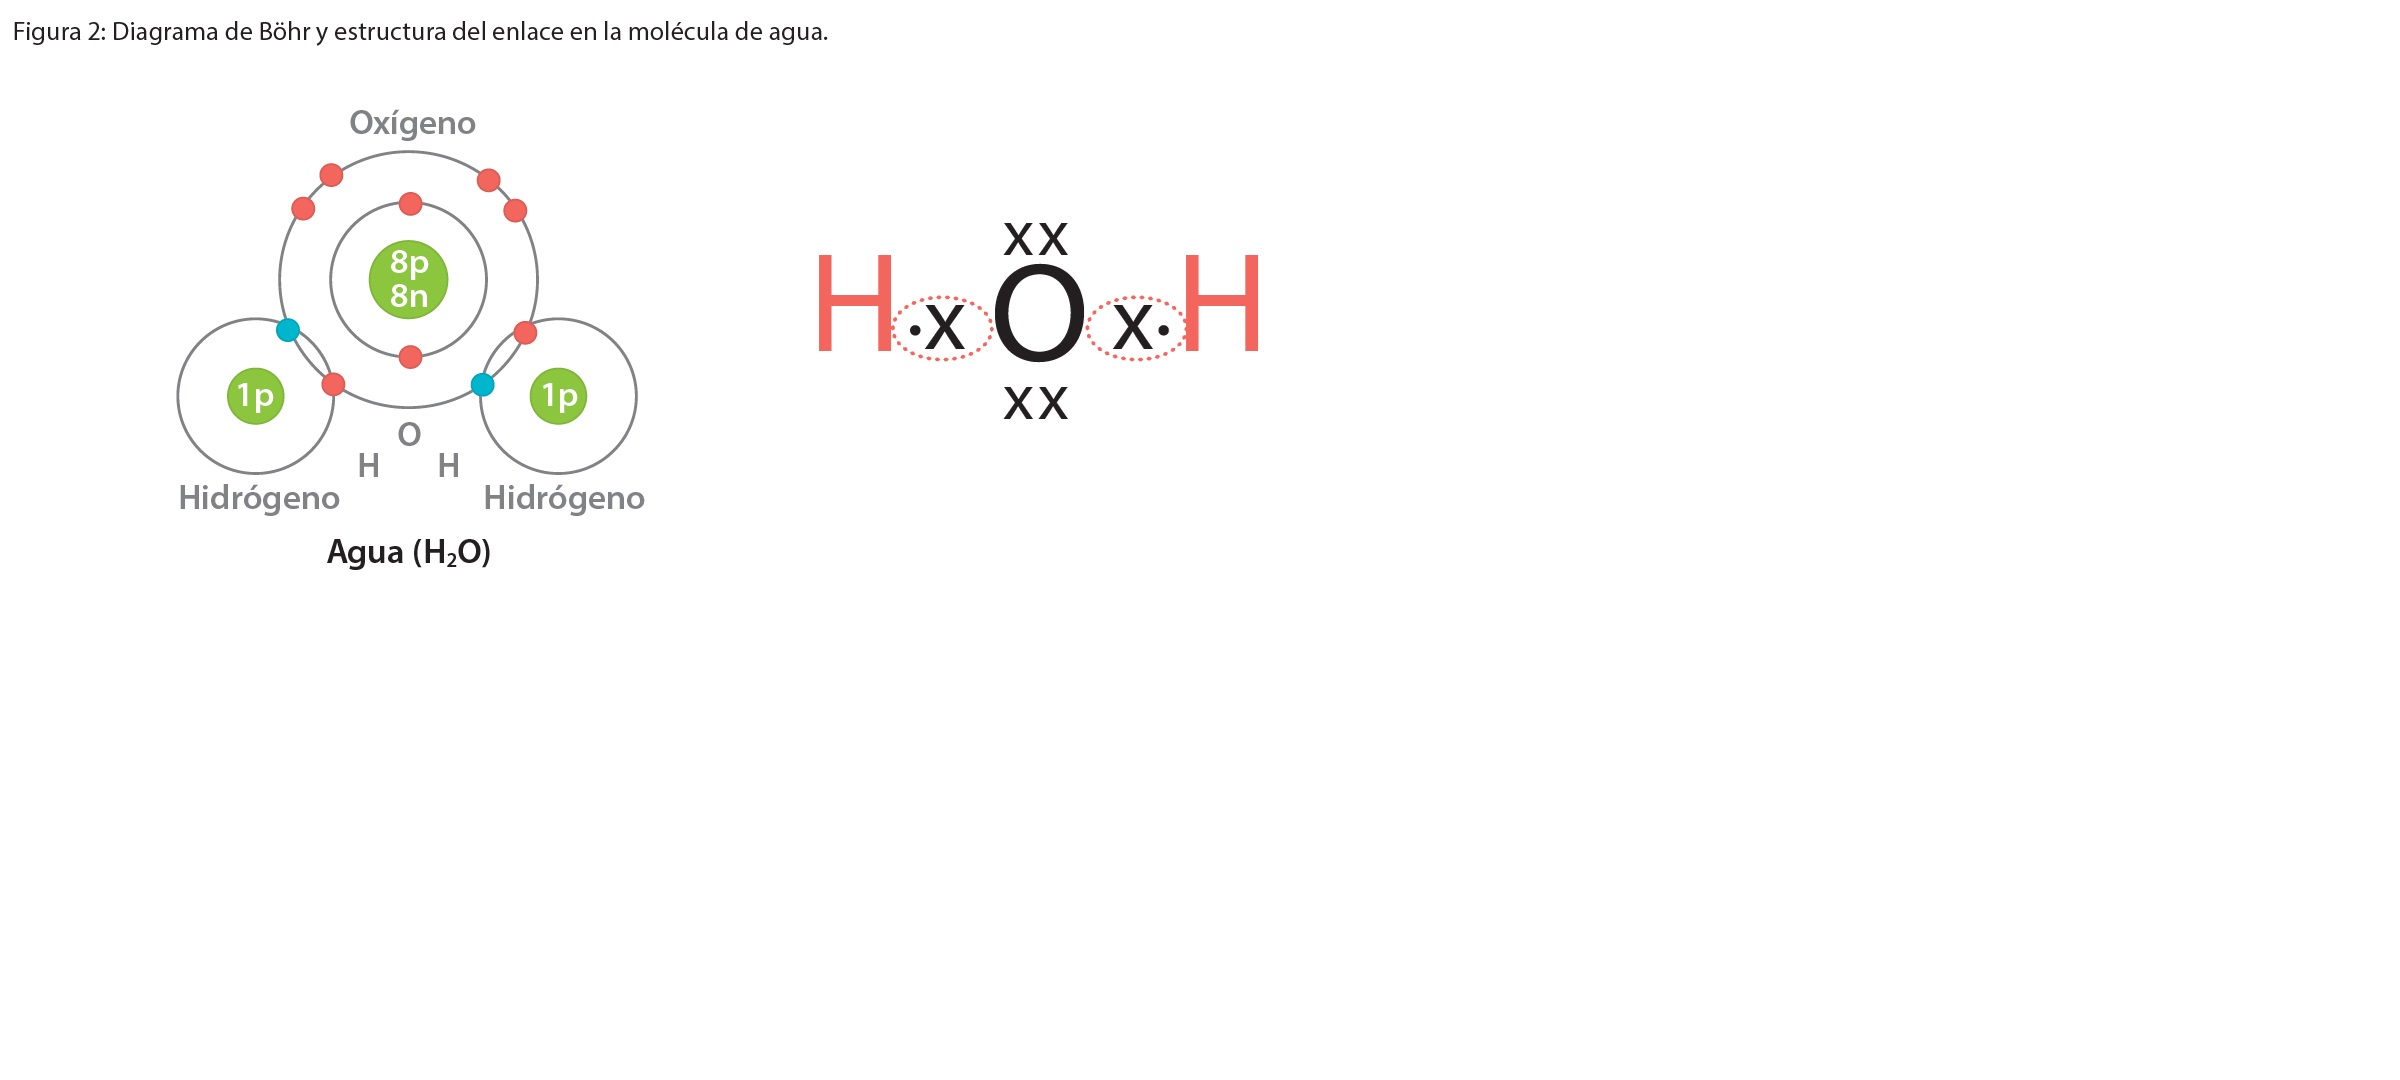 Figura 2: Diagrama de Böhr y estructura del enlace en la molécula de agua.
Oxígeno
8p
8n
1p
1p
O
H H
Hidrógeno Hidrógeno
Agua (H₂O)
xx
H •x O x• H
xx